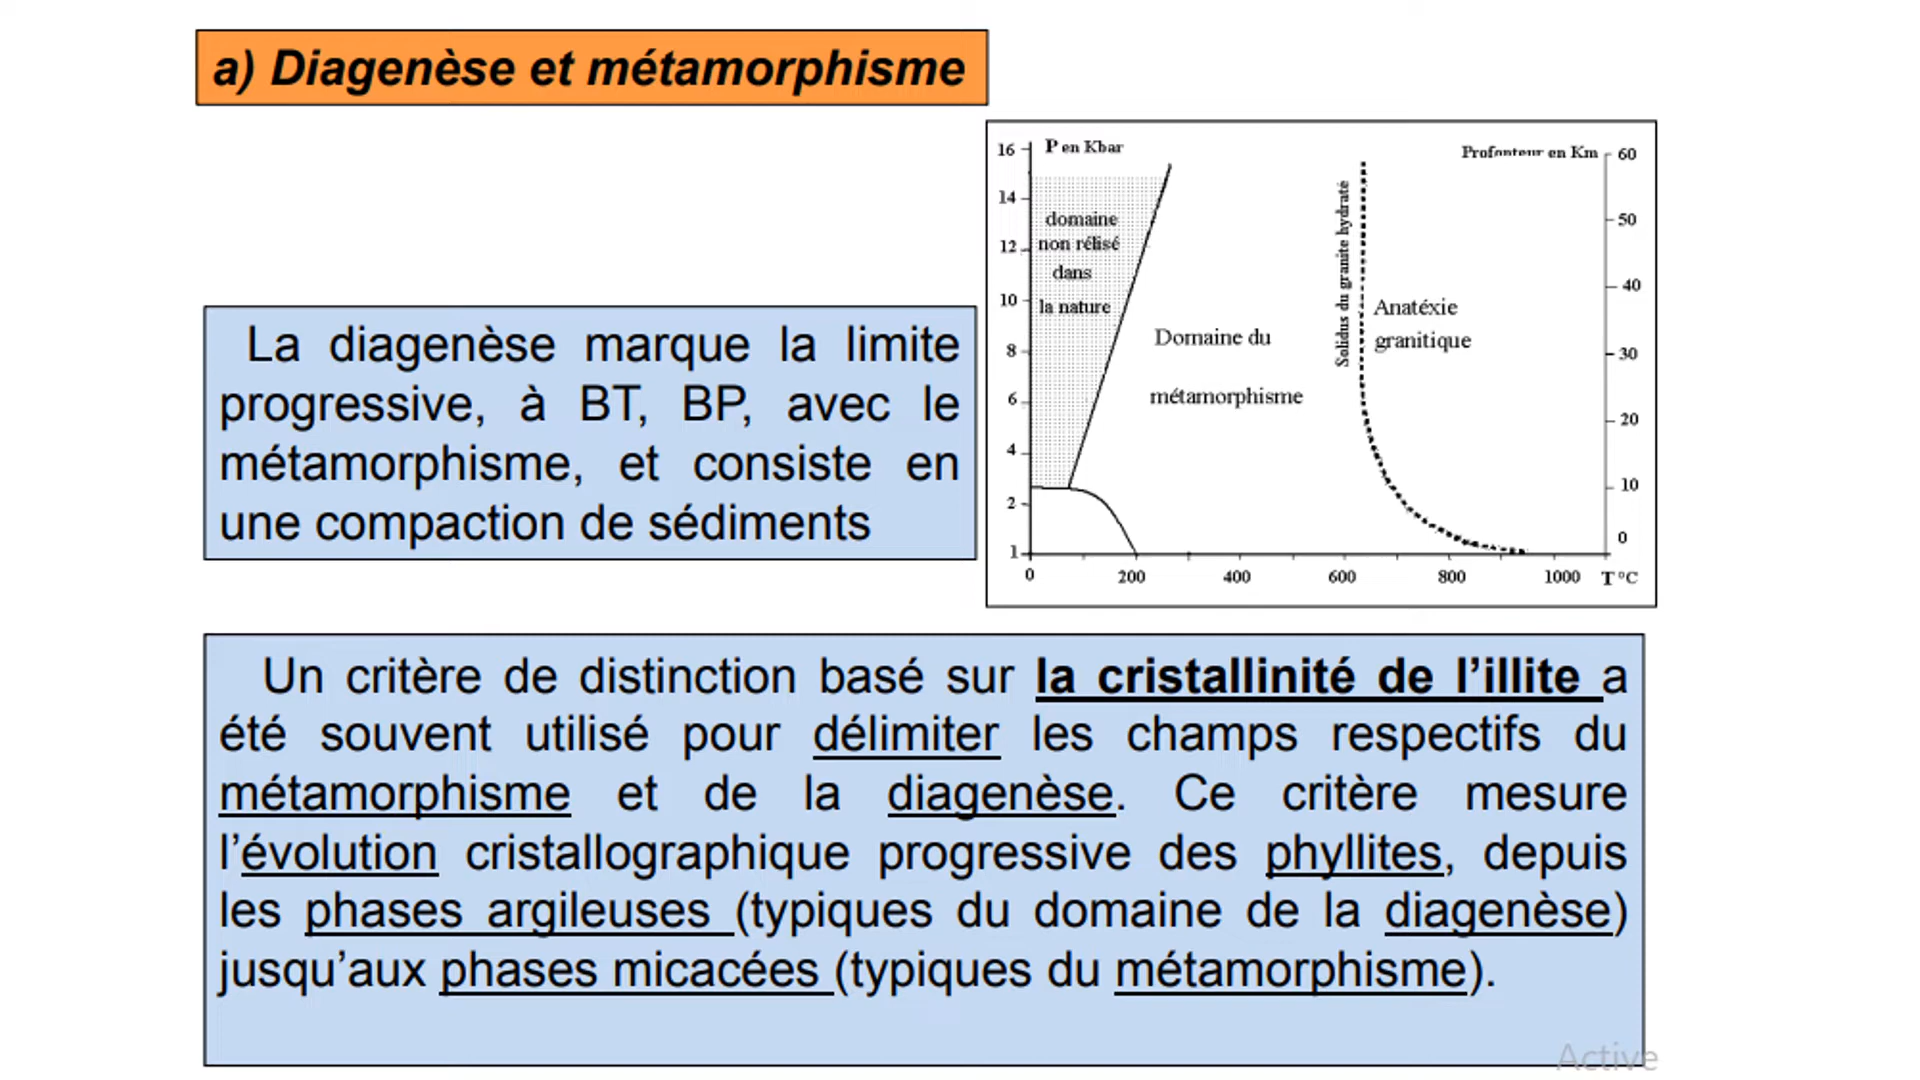 a) Diagenèse et métamorphisme
La diagenèse marque la limite
progressive, à BT, BP, avec le
métamorphisme, et consiste en
une compaction de sédiments
P en Kbar
16
14
12
10
8
6
4
2
1
domaine
non rélisé
dans
la nature
Domaine du
métamorphisme
Solidus du granite hydraté
Anatéxie
granitique
Profonteur en Km
60
50
40
30
20
10
0
0 200 400 600 800 1000 T °C
Un critère de distinction basé sur la cristallinité de l’illite a
été souvent utilisé pour délimiter les champs respectifs du
métamorphisme et de la diagenèse. Ce critère mesure
l’évolution cristallographique progressive des phyllites, depuis
les phases argileuses (typiques du domaine de la diagenèse)
jusqu’aux phases micacées (typiques du métamorphisme).
Active